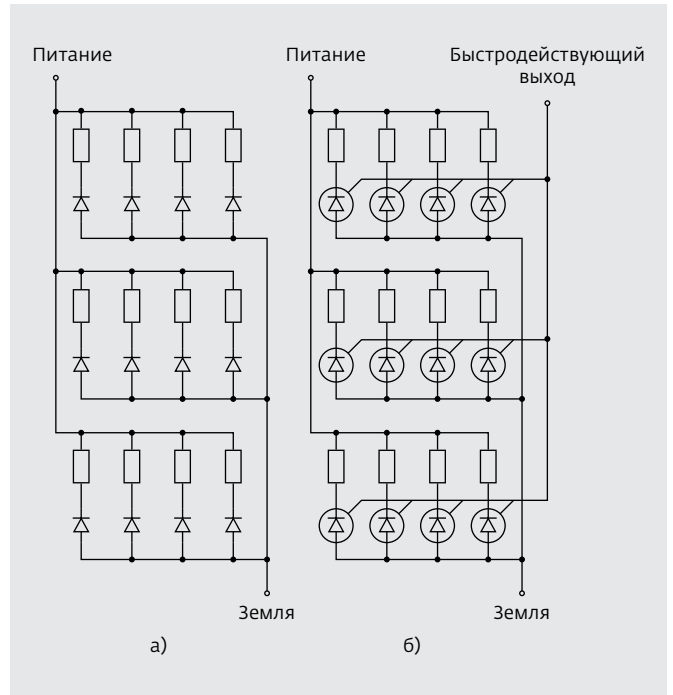 Питание
Питание
Быстродействующий
выход
Земля
Земля
а)
б)